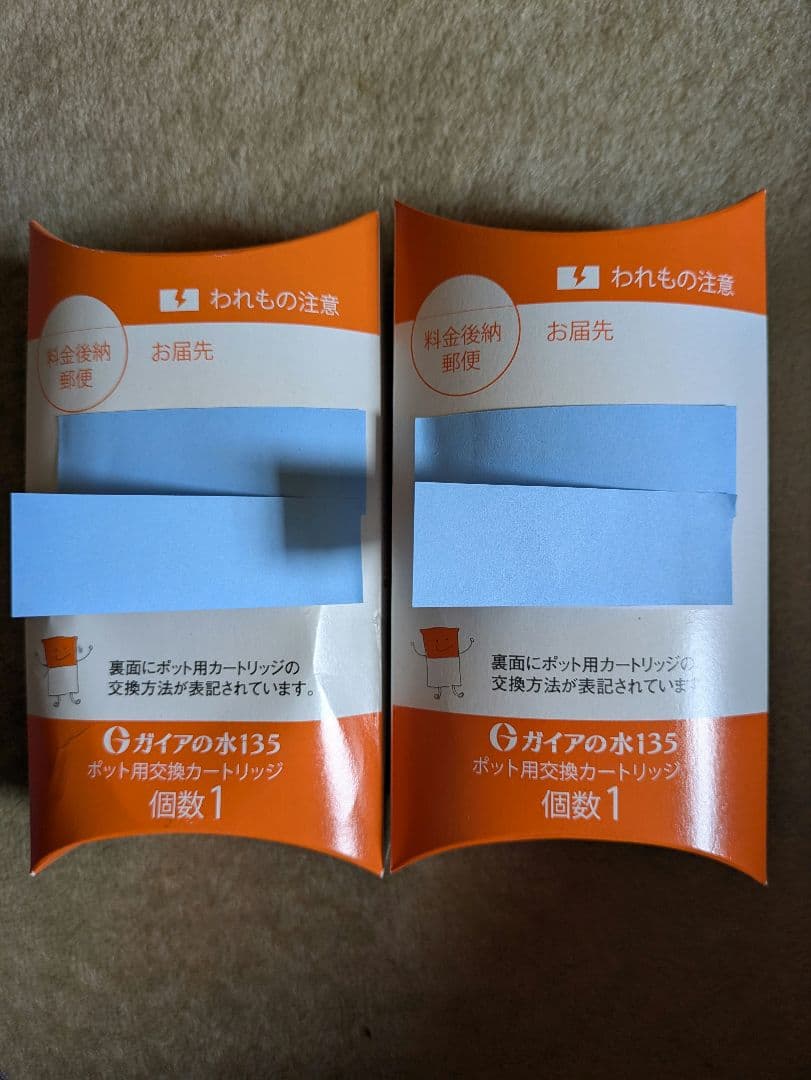 われもの注意
料金後納
郵便
お届先
裏面にポット用カートリッジの
交換方法が表記されています。
ガイアの水135
ポット用交換カートリッジ
個数1
われもの注意
料金後納
郵便
お届先
裏面にポット用カートリッジの
交換方法が表記されています
ガイアの水135
ポット用交換カートリッジ
個数1